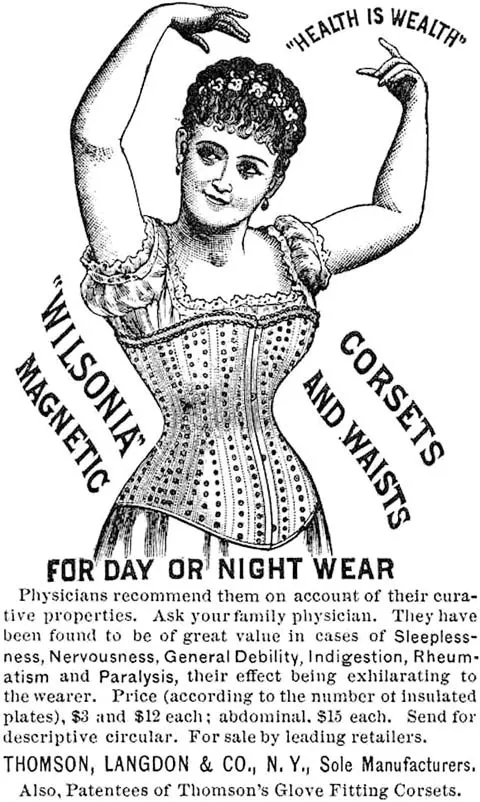 "HEALTH IS WEALTH"
"WILSONIA"
MAGNETIC
CORSETS
AND WAISTS
FOR DAY OR NIGHT WEAR
Physicians recommend them on account of their cura-
tive properties. Ask your family physician. They have
been found to be of great value in cases of Sleepless-
ness, Nervousness, General Debility, Indigestion, Rheum-
atism and Paralysis, their effect being exhilarating to
the wearer. Price (according to the number of insulated
plates), $3 and $12 each; abdominal, $15 each. Send for
descriptive circular. For sale by leading retailers.
THOMSON, LANGDON & CO., N. Y., Sole Manufacturers.
Also, Patentees of Thomson's Glove Fitting Corsets.